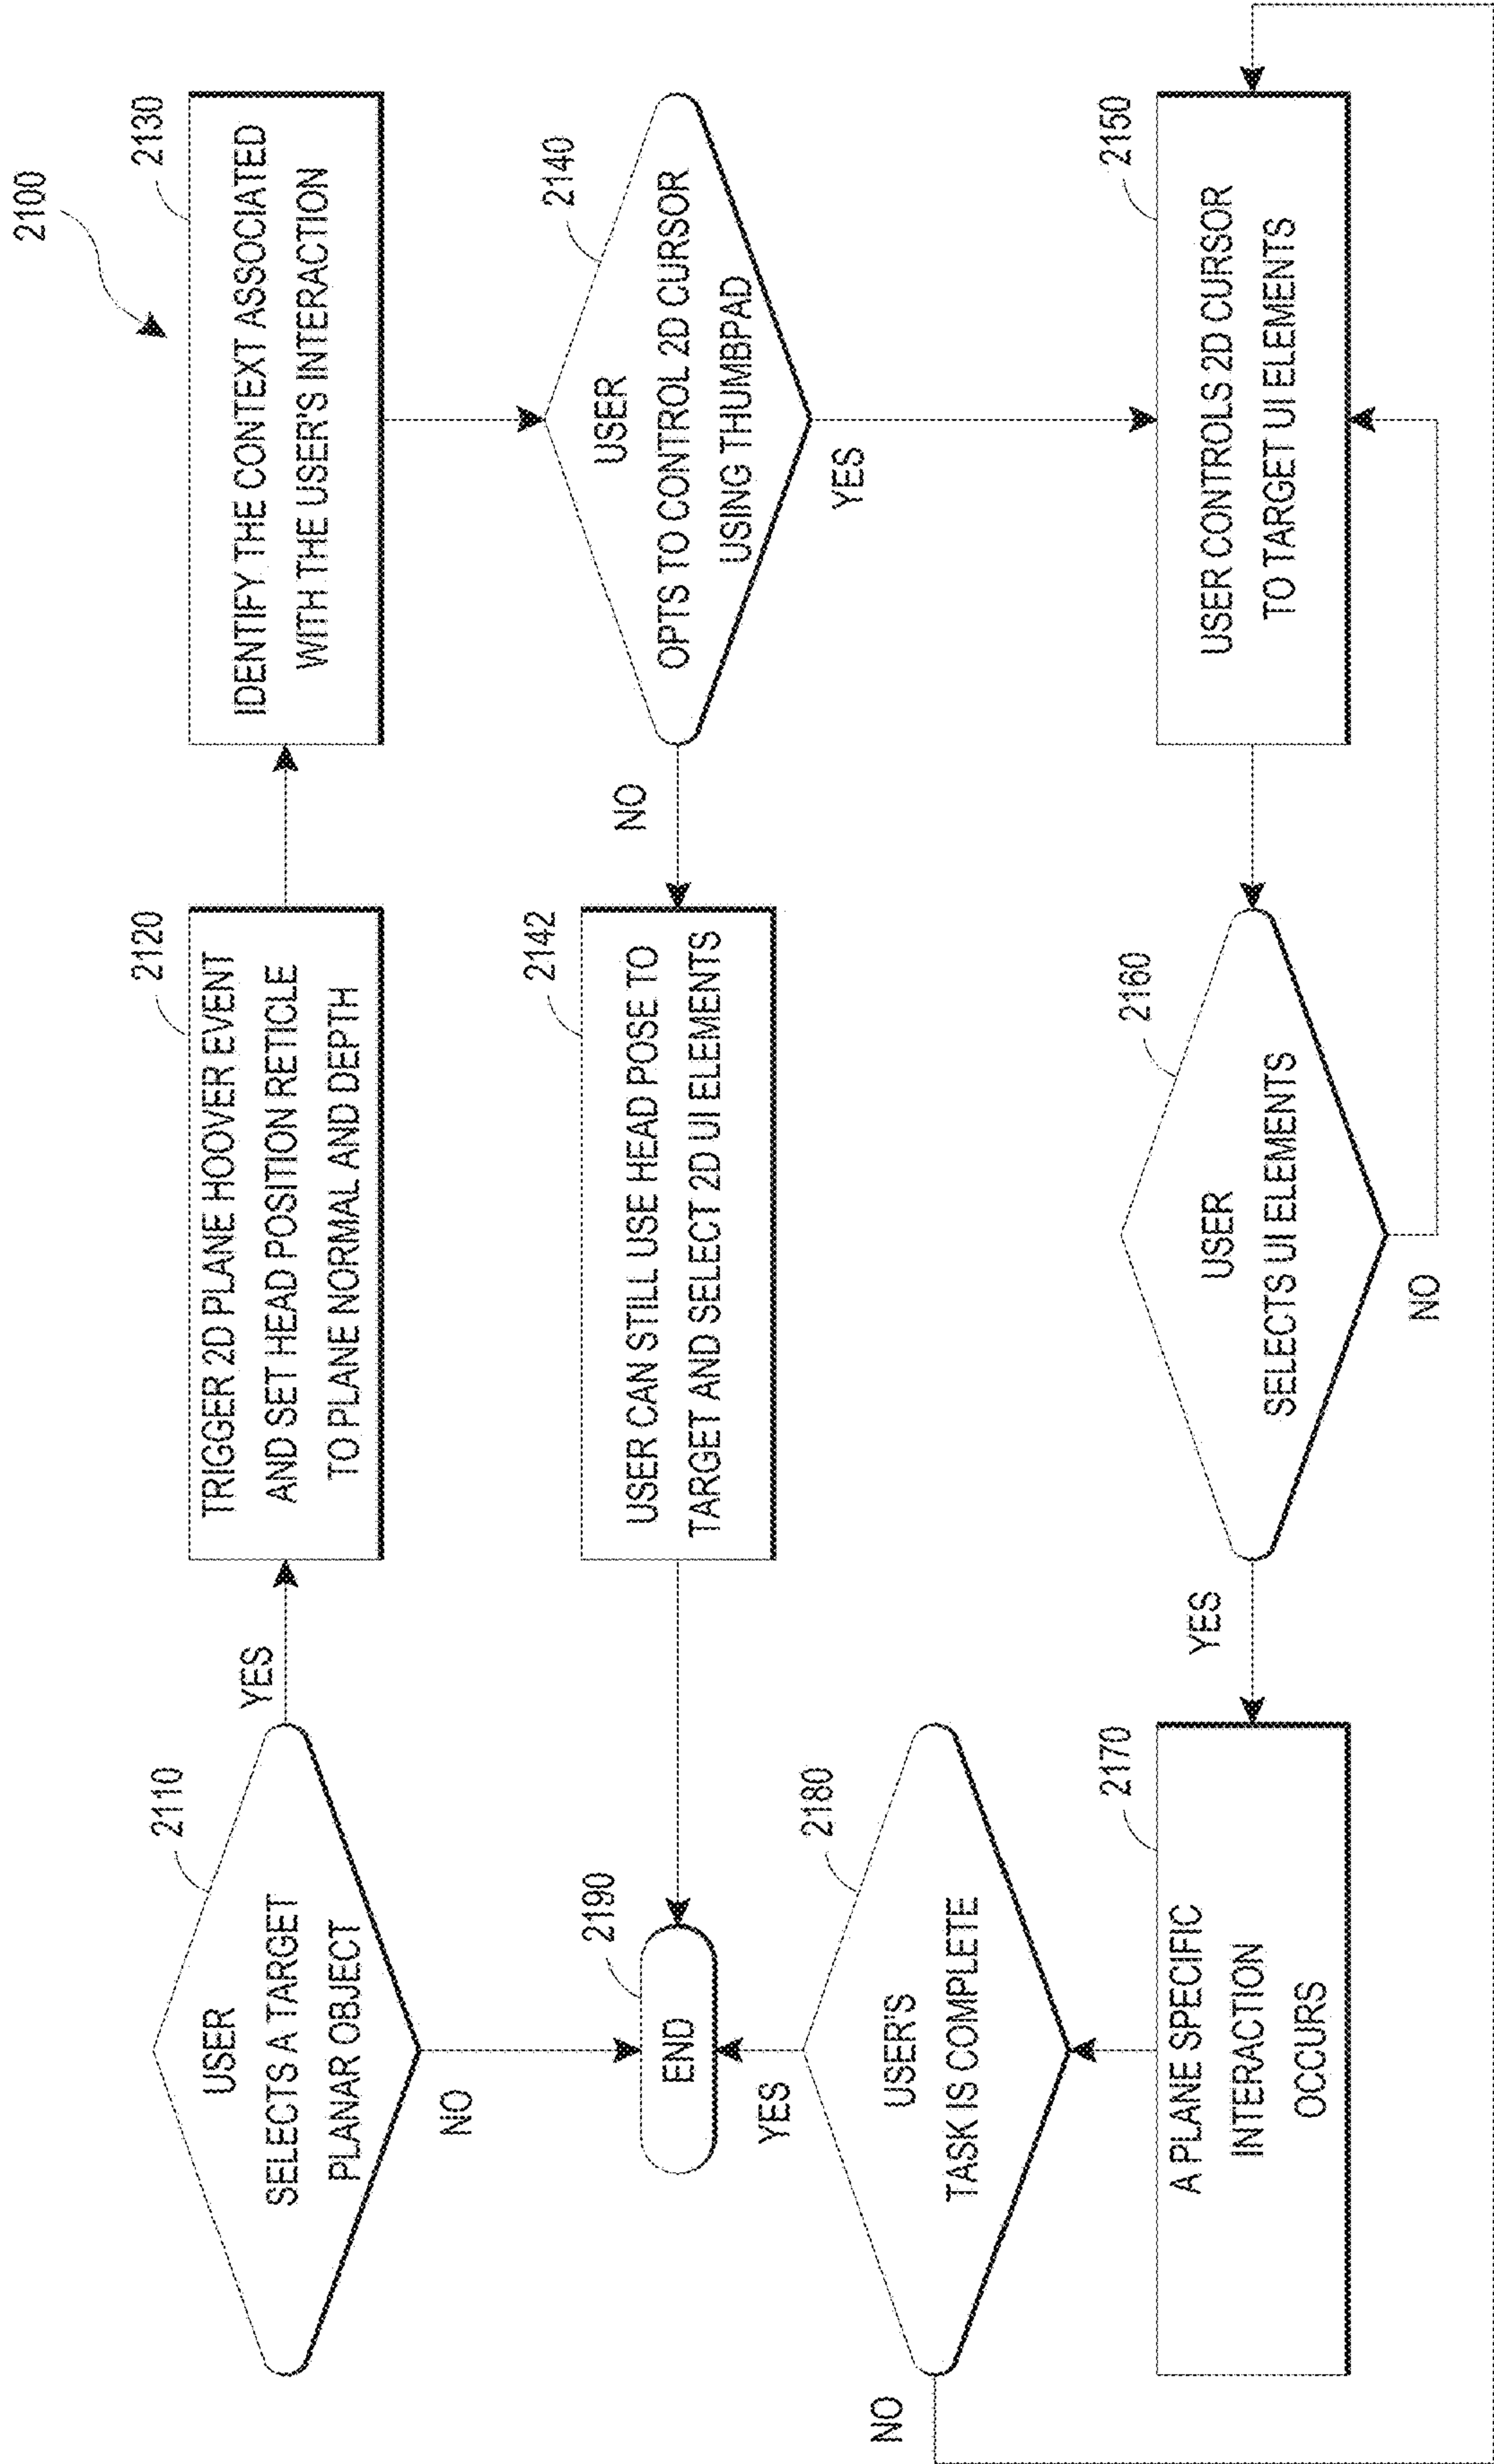 2100
2110
USER
SELECTS A TARGET
PLANAR OBJECT
YES
NO
2120
TRIGGER 2D PLANE HOOVER EVENT
AND SET HEAD POSITION RETICLE
TO PLANE NORMAL AND DEPTH
2130
IDENTIFY THE CONTEXT ASSOCIATED
WITH THE USER'S INTERACTION
2190
END
2142
USER CAN STILL USE HEAD POSE TO
TARGET AND SELECT 2D UI ELEMENTS
NO
2140
USER
OPTS TO CONTROL 2D CURSOR
USING THUMBPAD
YES
YES
2180
USER'S
TASK IS COMPLETE
NO
2170
A PLANE SPECIFIC
INTERACTION
OCCURS
YES
2160
USER
SELECTS UI ELEMENTS
NO
2150
USER CONTROLS 2D CURSOR
TO TARGET UI ELEMENTS